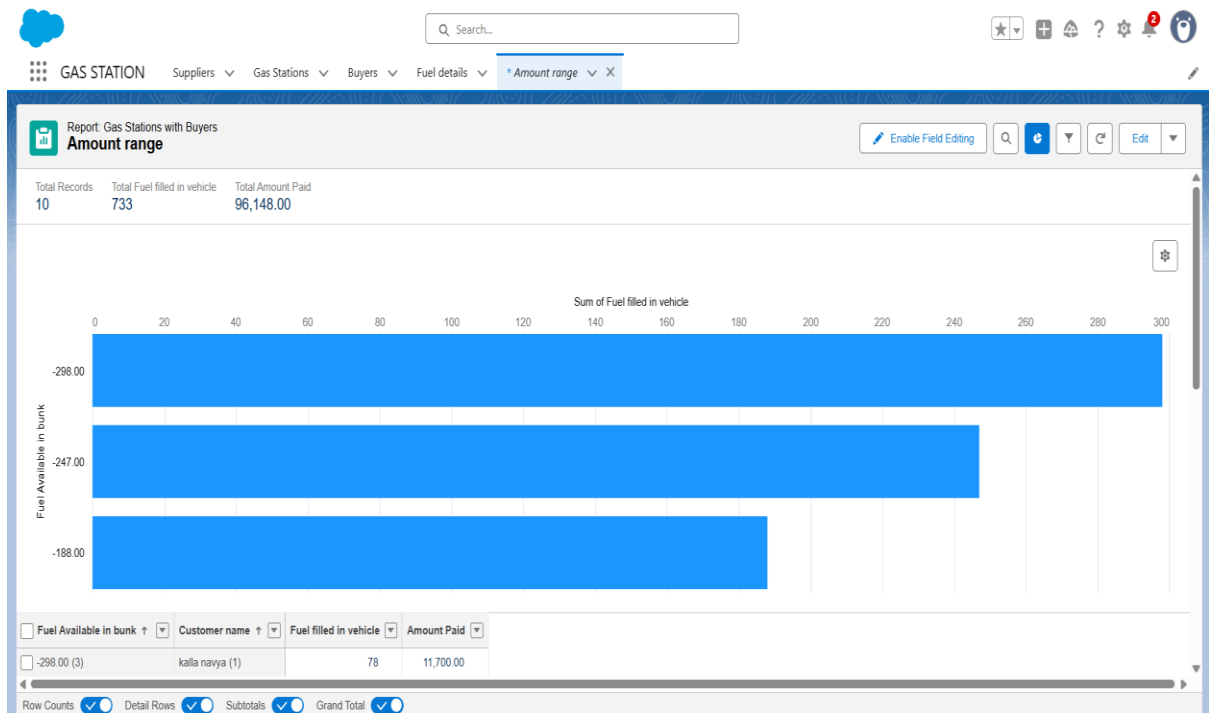 Search...
2
GAS STATION Suppliers Gas Stations Buyers Fuel details * Amount range
Report: Gas Stations with Buyers
Amount range
Enable Field Editing Edit
Total Records Total Fuel filled in vehicle Total Amount Paid
10 733 96,148.00
Sum of Fuel filled in vehicle
0 20 40 60 80 100 120 140 160 180 200 220 240 260 280 300
Fuel Available in bunk
-298.00
-247.00
-188.00
Fuel Available in bunk ↑ Customer name ↑ Fuel filled in vehicle Amount Paid
-298.00 (3) kalla navya (1) 78 11,700.00
Row Counts Detail Rows Subtotals Grand Total